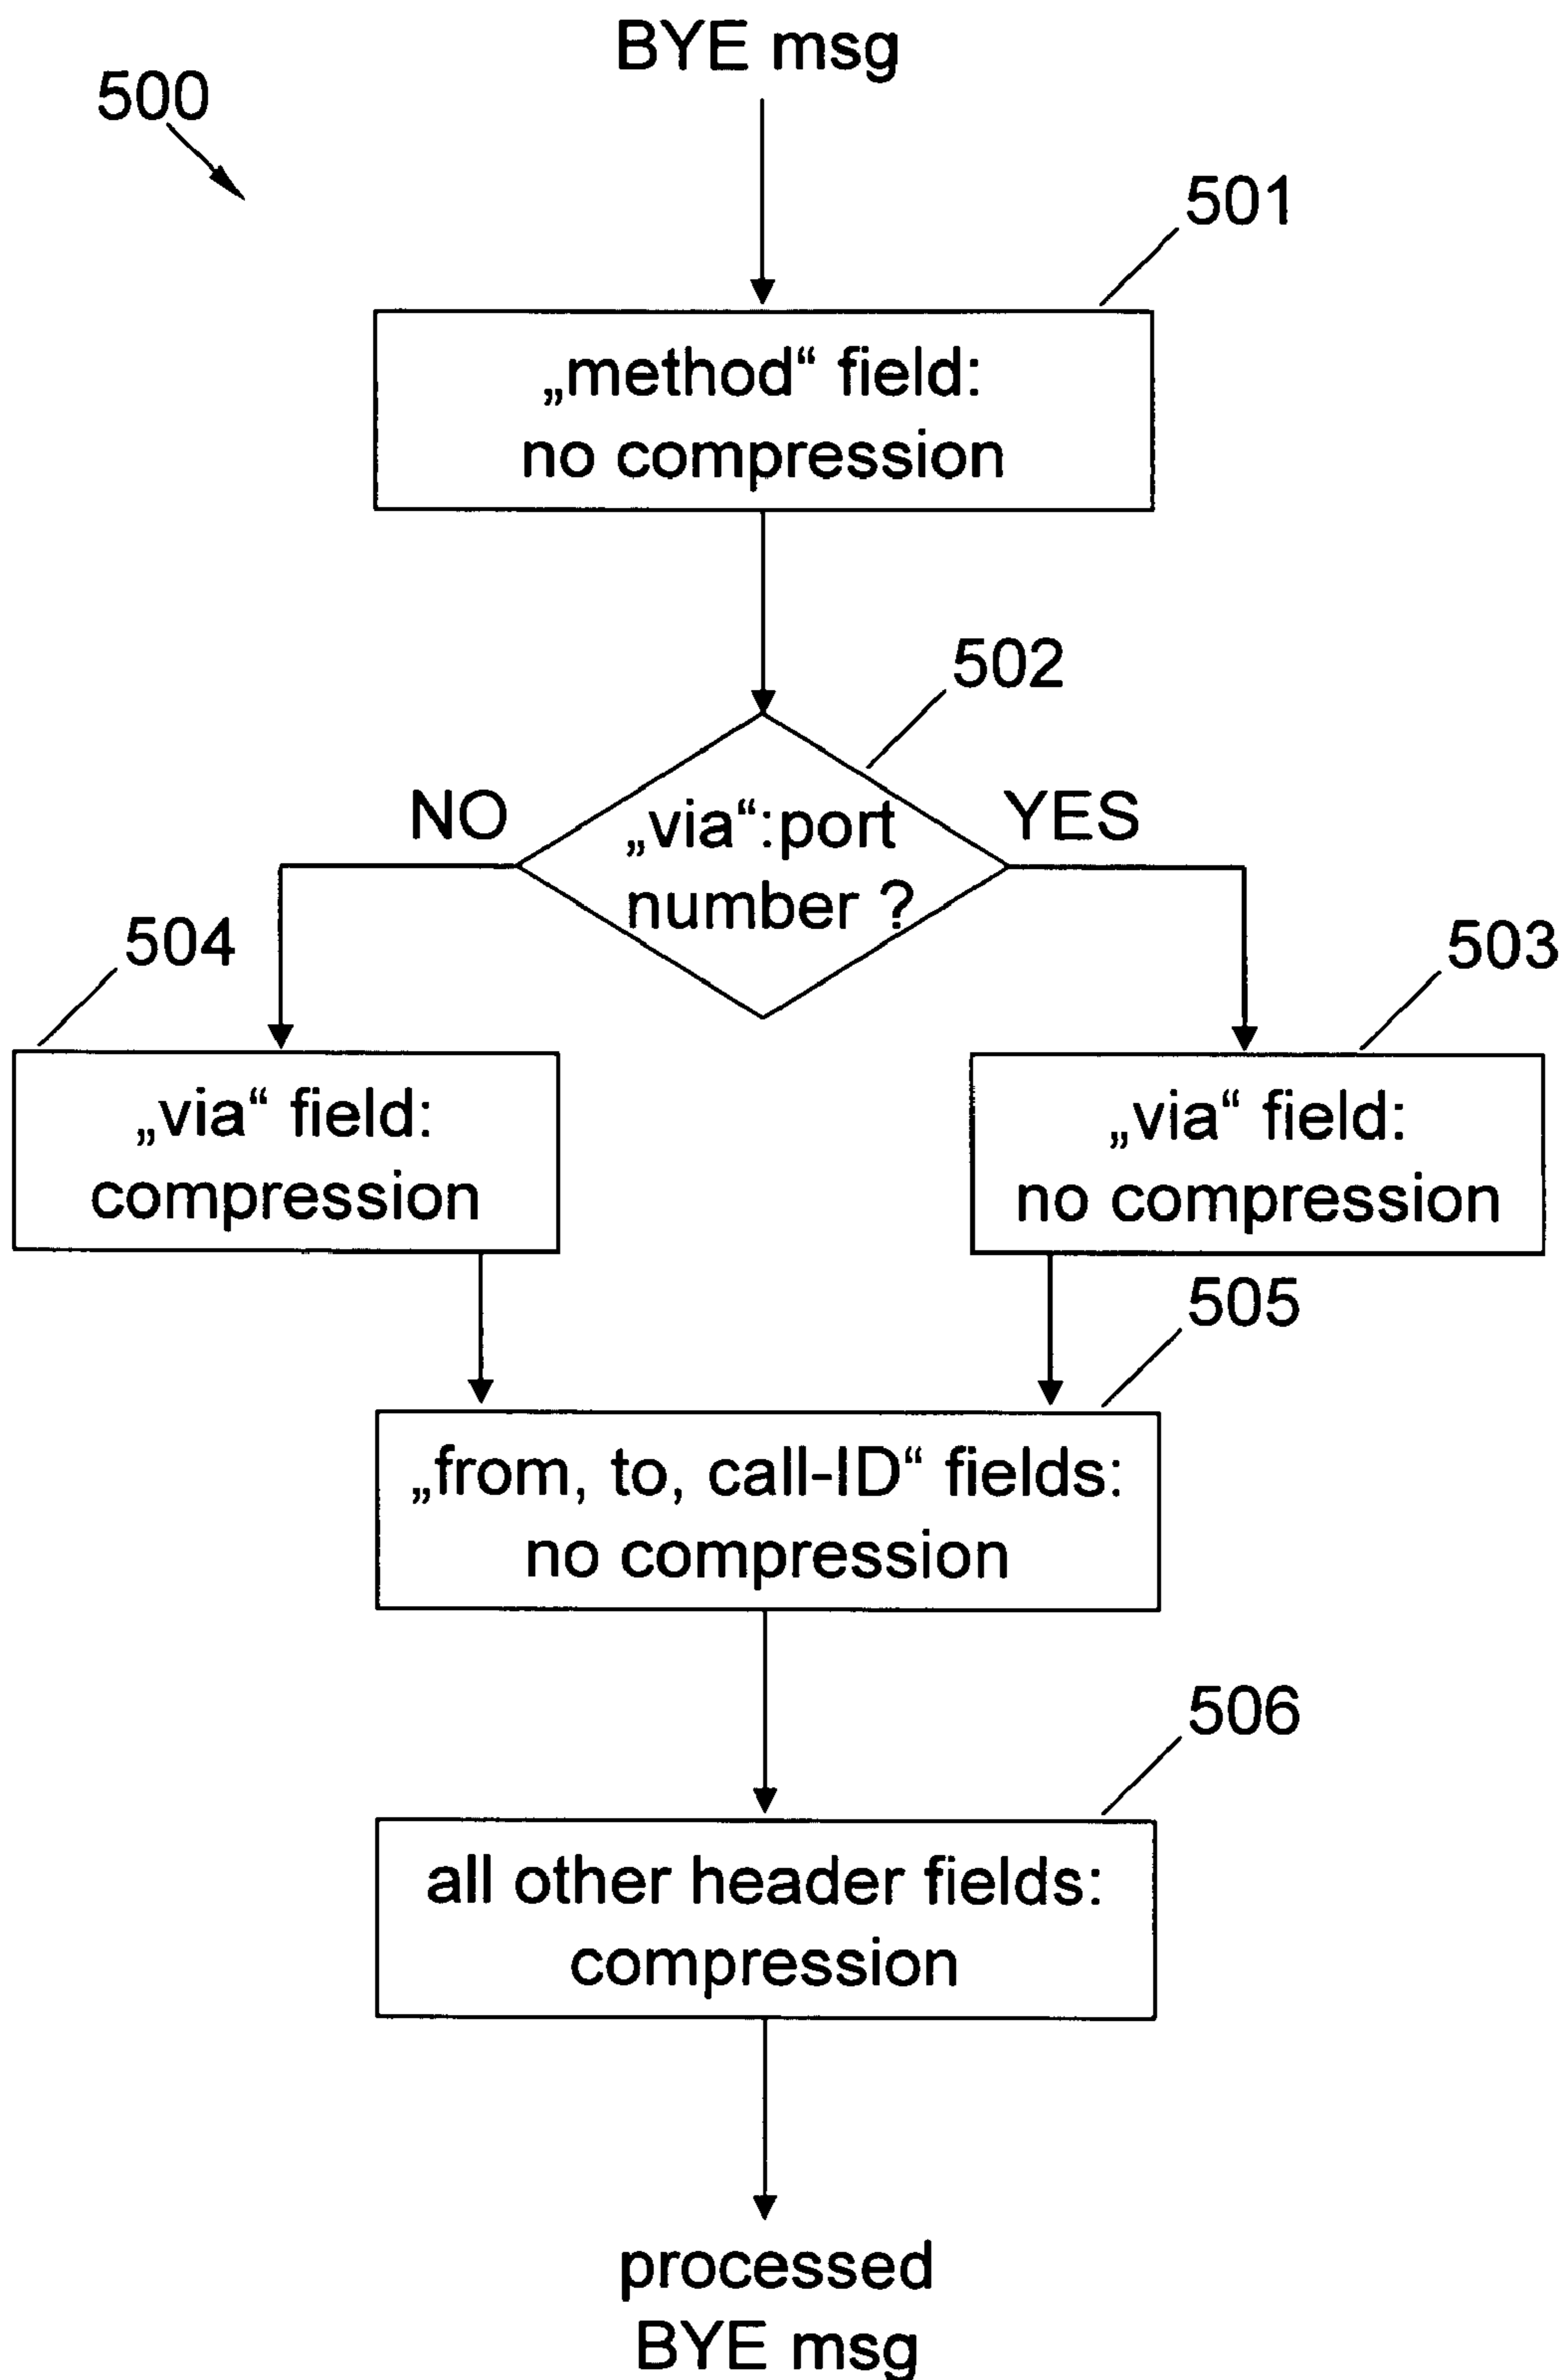 BYE msg
500
501
„method“ field:
no compression
502
NO
„via“:port
number ?
YES
504
503
„via“ field:
compression
„via“ field:
no compression
505
„from, to, call-ID“ fields:
no compression
506
all other header fields:
compression
processed
BYE msg